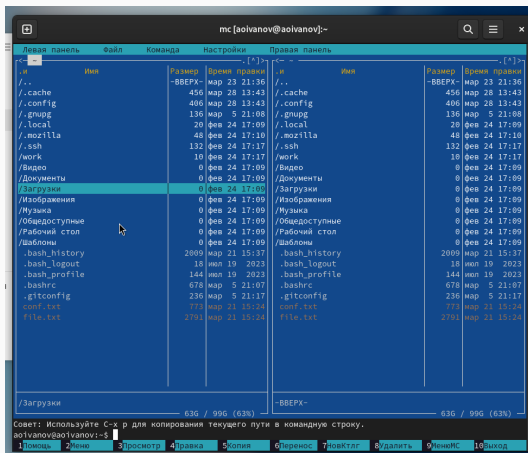 mc [aoivanov@aoivanov]:~
Левая панель Файл Команда Настройки Правая панель
<- ~ .[^]> <- ~ .[^]>
.и Имя Размер Время правки .и Имя Размер Время правки
/.. -ВВЕРХ- мар 23 21:36 /.. -ВВЕРХ- мар 23 21:36
/.cache 456 мар 28 13:43 /.cache 456 мар 28 13:43
/.config 406 мар 28 13:43 /.config 406 мар 28 13:43
/.gnupg 136 мар 5 21:08 /.gnupg 136 мар 5 21:08
/.local 20 фев 24 17:09 /.local 20 фев 24 17:09
/.mozilla 48 фев 24 17:10 /.mozilla 48 фев 24 17:10
/.ssh 132 фев 24 17:17 /.ssh 132 фев 24 17:17
/work 10 фев 24 17:17 /work 10 фев 24 17:17
/Видео 0 фев 24 17:09 /Видео 0 фев 24 17:09
/Документы 0 фев 24 17:09 /Документы 0 фев 24 17:09
/Загрузки 0 фев 24 17:09 /Загрузки 0 фев 24 17:09
/Изображения 0 фев 24 17:09 /Изображения 0 фев 24 17:09
/Музыка 0 фев 24 17:09 /Музыка 0 фев 24 17:09
/Общедоступные 0 фев 24 17:09 /Общедоступные 0 фев 24 17:09
/Рабочий стол 0 фев 24 17:09 /Рабочий стол 0 фев 24 17:09
/Шаблоны 0 фев 24 17:09 /Шаблоны 0 фев 24 17:09
.bash_history 2009 мар 21 15:37 .bash_history 2009 мар 21 15:37
.bash_logout 18 июл 19 2023 .bash_logout 18 июл 19 2023
.bash_profile 144 июл 19 2023 .bash_profile 144 июл 19 2023
.bashrc 678 мар 5 21:07 .bashrc 678 мар 5 21:07
.gitconfig 236 мар 5 21:17 .gitconfig 236 мар 5 21:17
conf.txt 773 мар 21 15:24 conf.txt 773 мар 21 15:24
file.txt 2791 мар 21 15:24 file.txt 2791 мар 21 15:24
/Загрузки -ВВЕРХ-
63G / 99G (63%) 63G / 99G (63%)
Совет: Используйте C-x p для копирования текущего пути в командную строку.
aoivanov@aoivanov:~$
1Помощь 2Меню 3Просмотр 4Правка 5Копия 6Перенос 7НовКтлг 8Удалить 9МенюMC 10Выход